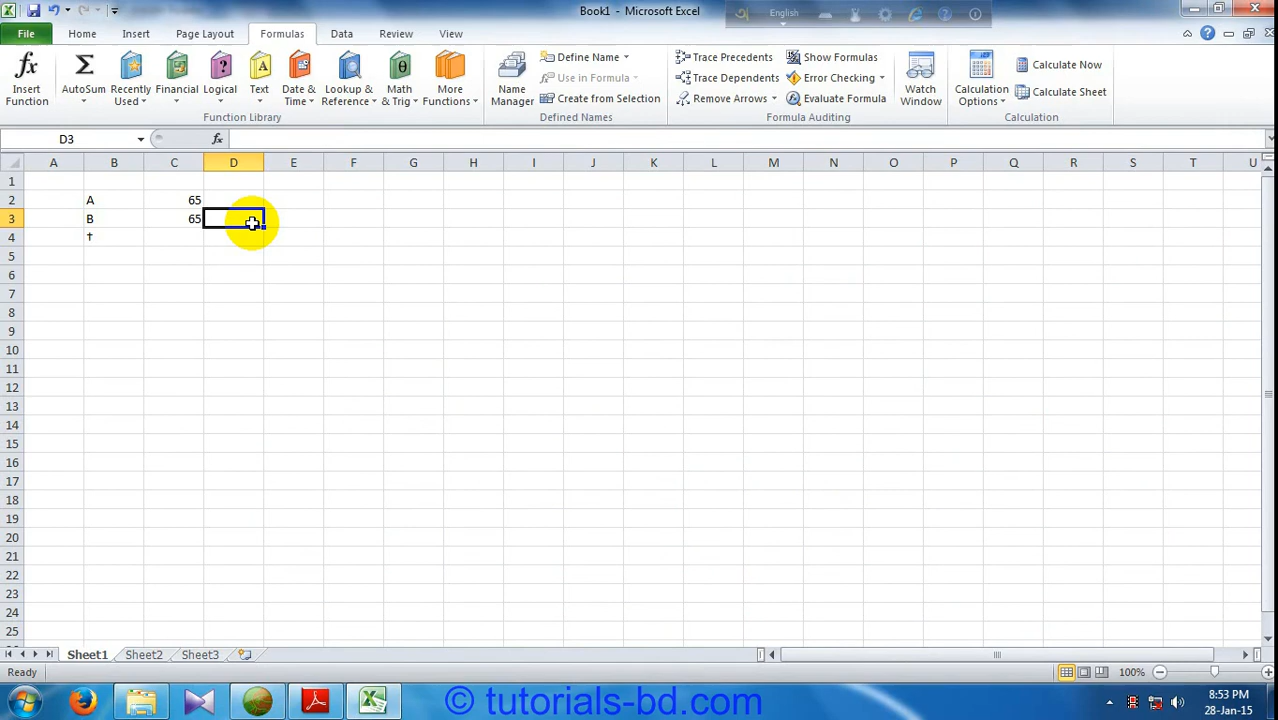 Book1 - Microsoft Excel
English
File Home Insert Page Layout Formulas Data Review View
fx Insert Function
Σ AutoSum
Recently Used
Financial
Logical
Text
Date & Time
Lookup & Reference
Math & Trig
More Functions
Function Library
Name Manager
Define Name
Use in Formula
Create from Selection
Defined Names
Trace Precedents
Trace Dependents
Remove Arrows
Show Formulas
Error Checking
Evaluate Formula
Formula Auditing
Watch Window
Calculation Options
Calculate Now
Calculate Sheet
Calculation
D3 fx
A B C D E F G H I J K L M N O P Q R S T U
1
2 A 65
3 B 65
4 †
5
6
7
8
9
10
11
12
13
14
15
16
17
18
19
20
21
22
23
24
25
Sheet1 Sheet2 Sheet3
Ready 100%
© tutorials-bd.com
8:53 PM
28-Jan-15